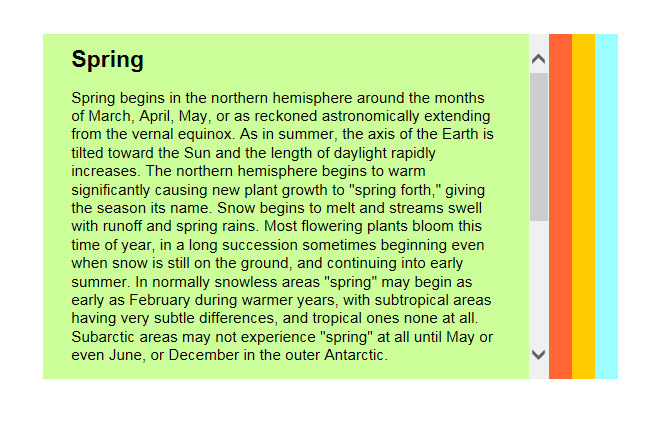 Spring
Spring begins in the northern hemisphere around the months
of March, April, May, or as reckoned astronomically extending
from the vernal equinox. As in summer, the axis of the Earth is
tilted toward the Sun and the length of daylight rapidly
increases. The northern hemisphere begins to warm
significantly causing new plant growth to "spring forth," giving
the season its name. Snow begins to melt and streams swell
with runoff and spring rains. Most flowering plants bloom this
time of year, in a long succession sometimes beginning even
when snow is still on the ground, and continuing into early
summer. In normally snowless areas "spring" may begin as
early as February during warmer years, with subtropical areas
having very subtle differences, and tropical ones none at all.
Subarctic areas may not experience "spring" at all until May or
even June, or December in the outer Antarctic.